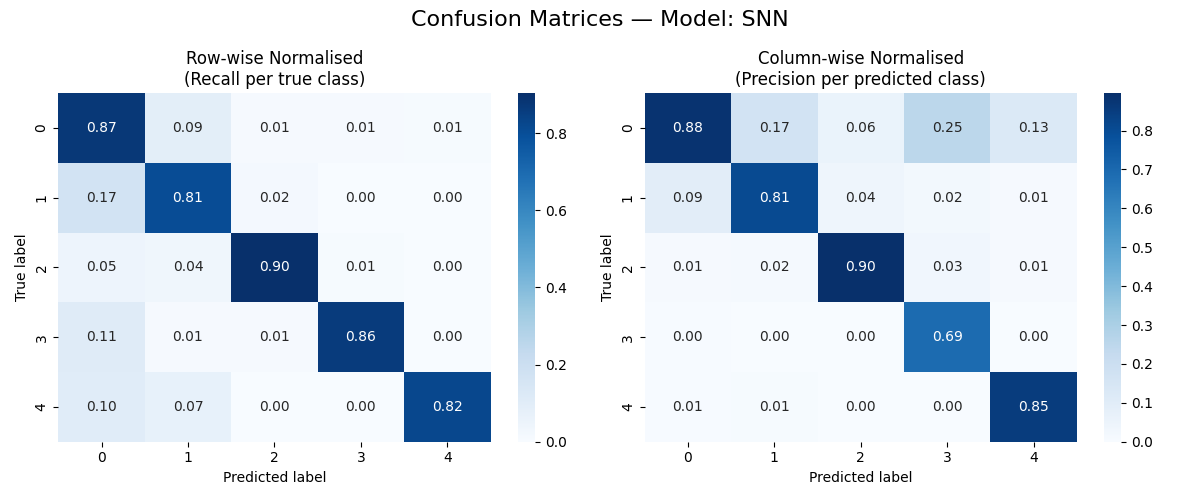 Confusion Matrices — Model: SNN
Row-wise Normalised
(Recall per true class)
0 0.87 0.09 0.01 0.01 0.01
1 0.17 0.81 0.02 0.00 0.00
2 0.05 0.04 0.90 0.01 0.00
3 0.11 0.01 0.01 0.86 0.00
4 0.10 0.07 0.00 0.00 0.82
0 1 2 3 4
True label
Predicted label
0.8
0.6
0.4
0.2
0.0
Column-wise Normalised
(Precision per predicted class)
0 0.88 0.17 0.06 0.25 0.13
1 0.09 0.81 0.04 0.02 0.01
2 0.01 0.02 0.90 0.03 0.01
3 0.00 0.00 0.00 0.69 0.00
4 0.01 0.01 0.00 0.00 0.85
0 1 2 3 4
True label
Predicted label
0.8
0.7
0.6
0.5
0.4
0.3
0.2
0.1
0.0